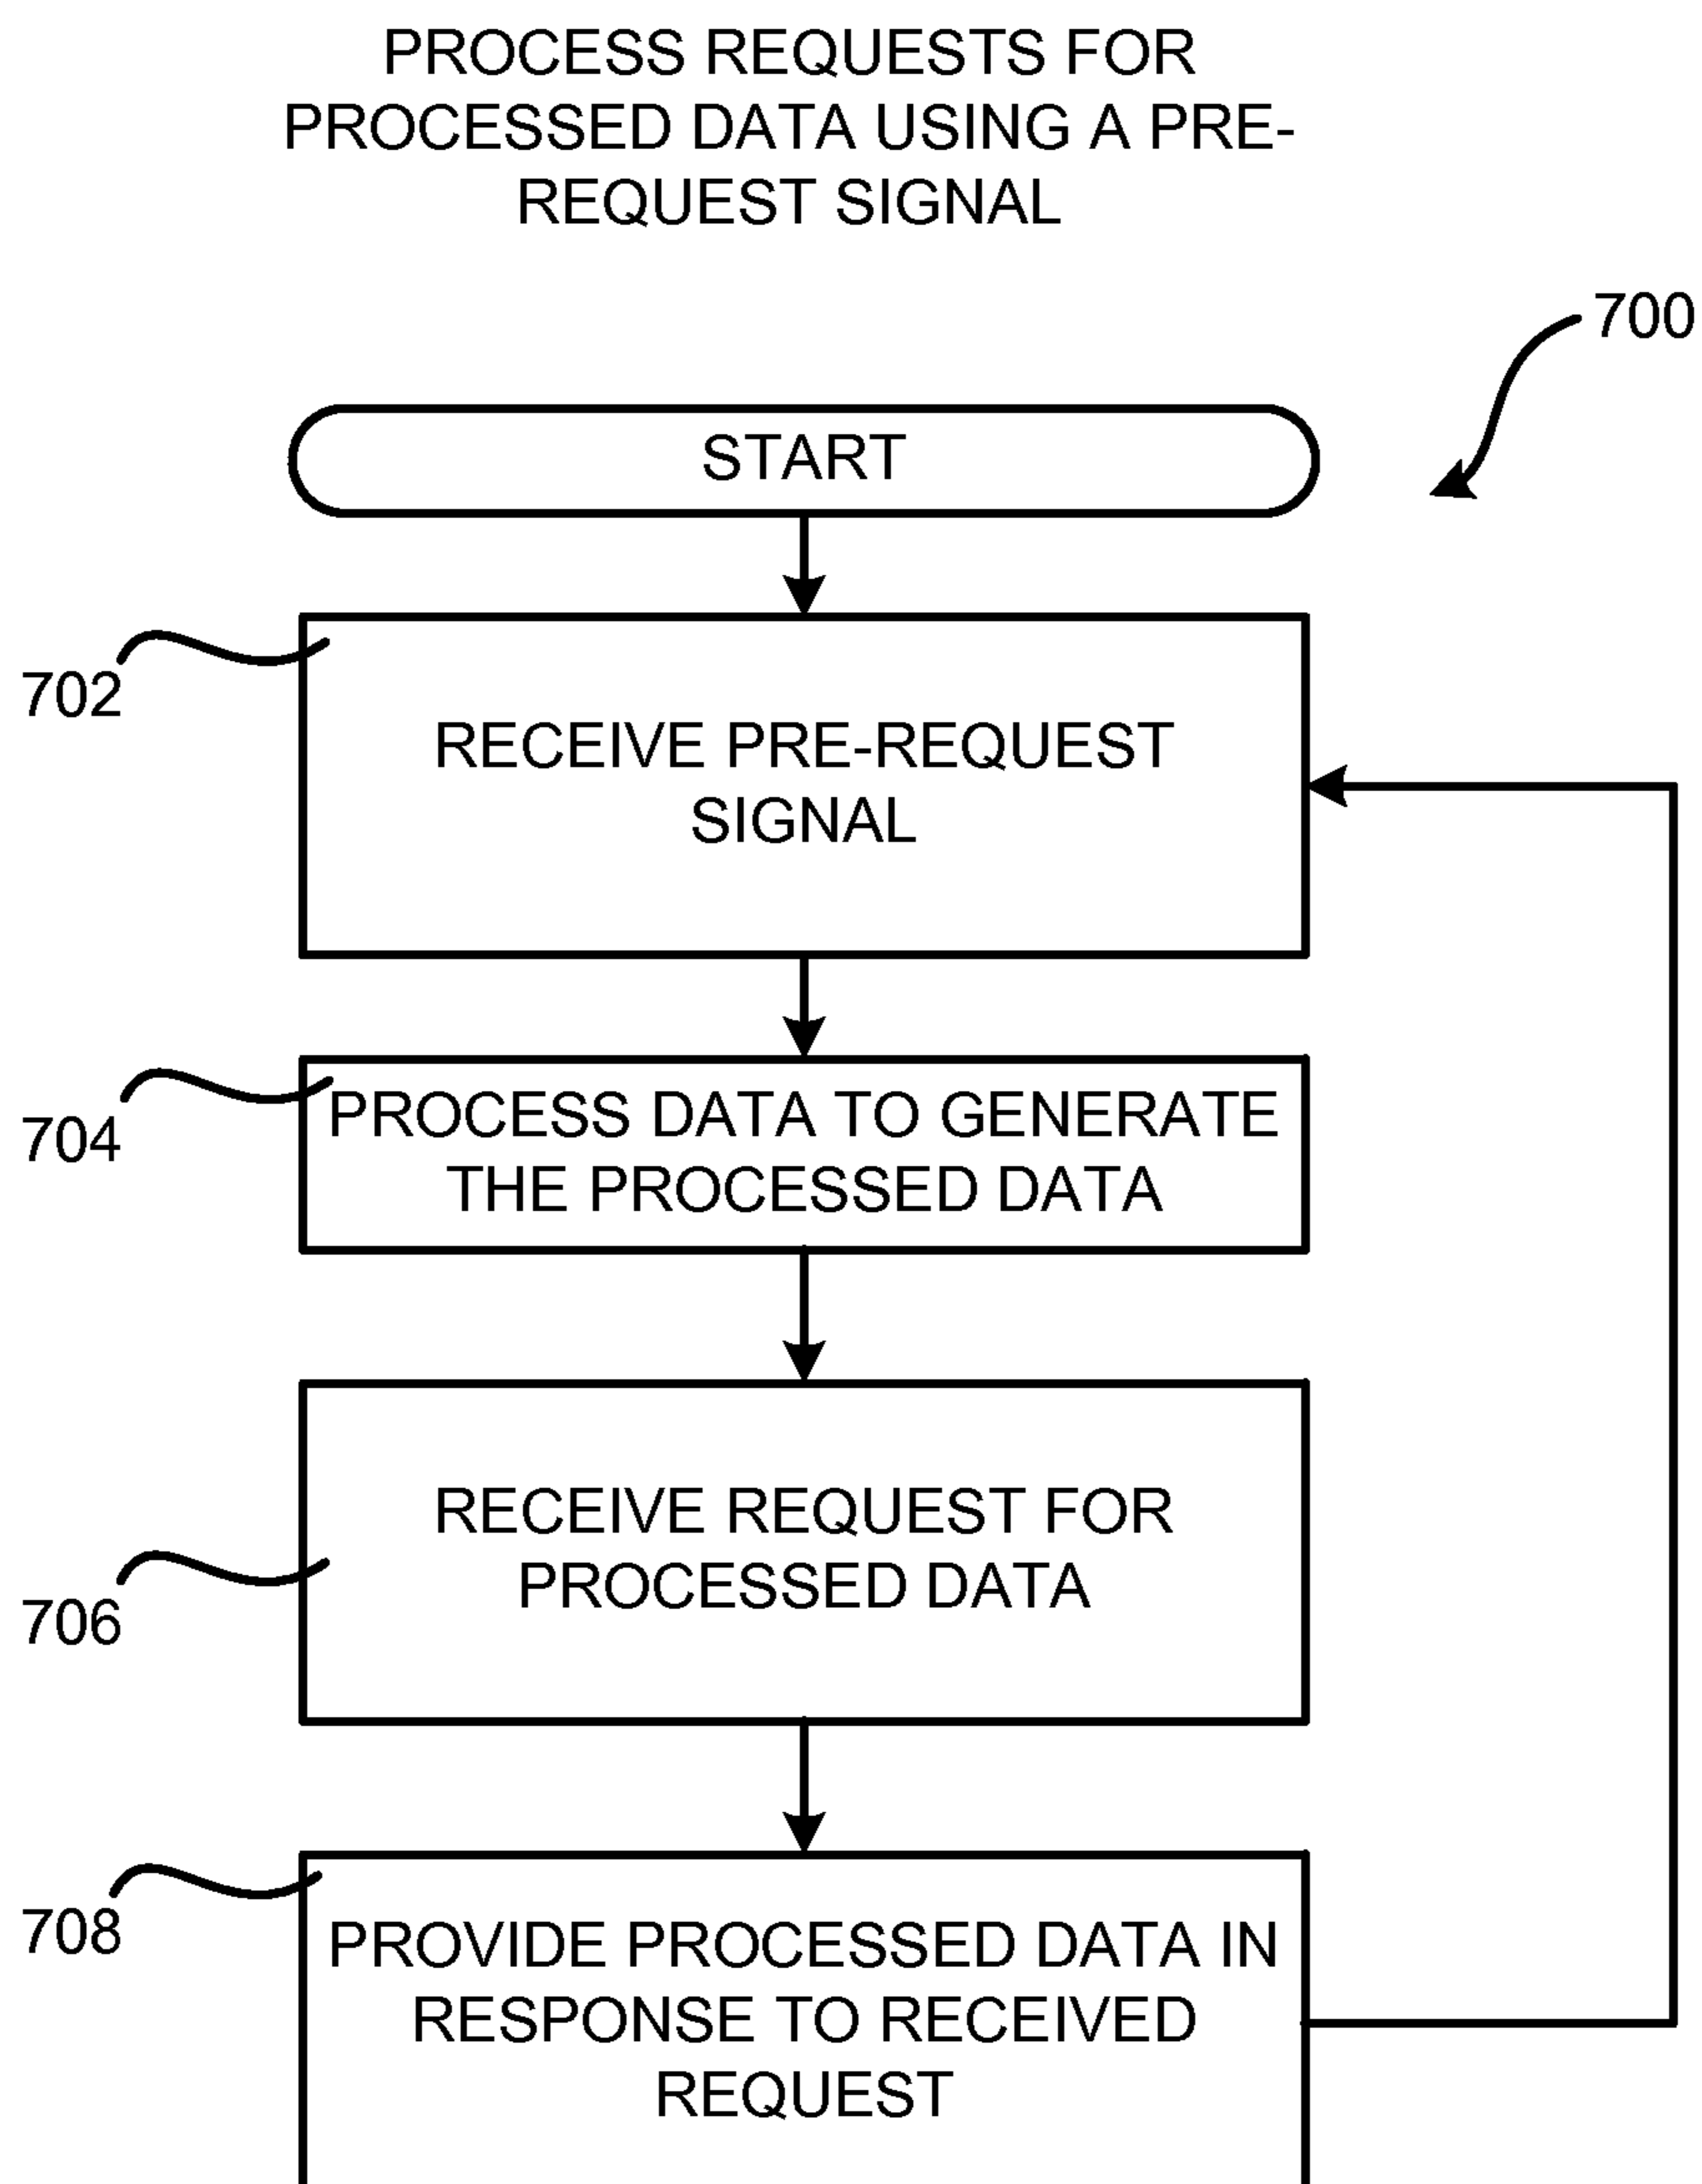 PROCESS REQUESTS FOR
PROCESSED DATA USING A PRE-
REQUEST SIGNAL
700
START
702
RECEIVE PRE-REQUEST
SIGNAL
704
PROCESS DATA TO GENERATE
THE PROCESSED DATA
706
RECEIVE REQUEST FOR
PROCESSED DATA
708
PROVIDE PROCESSED DATA IN
RESPONSE TO RECEIVED
REQUEST